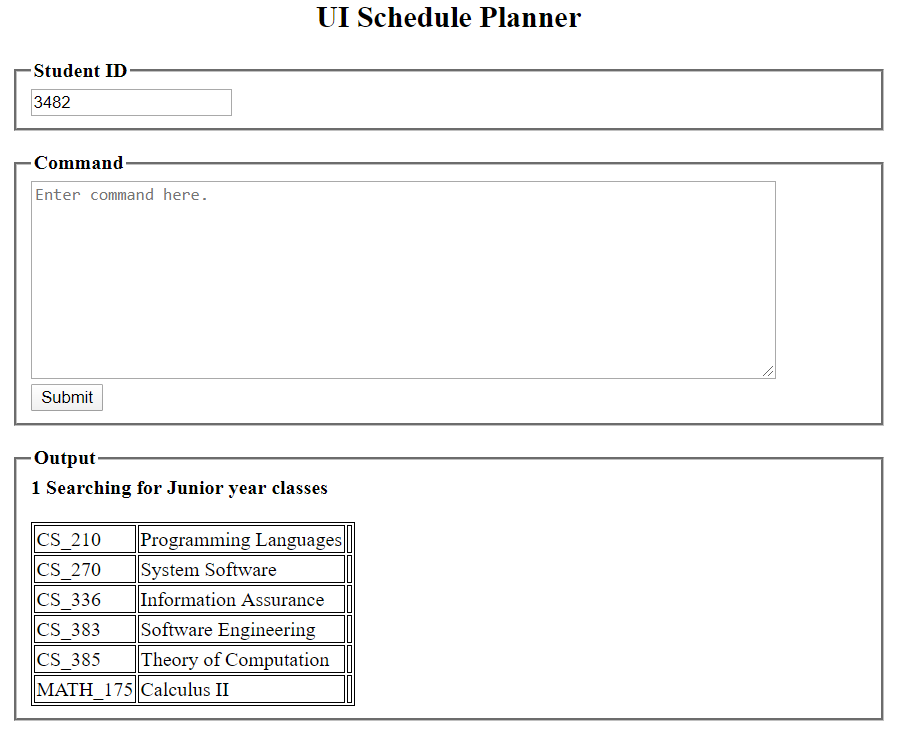 UI Schedule Planner
Student ID
3482
Command
Enter command here.
Submit
Output
1 Searching for Junior year classes
CS_210 Programming Languages
CS_270 System Software
CS_336 Information Assurance
CS_383 Software Engineering
CS_385 Theory of Computation
MATH_175 Calculus II